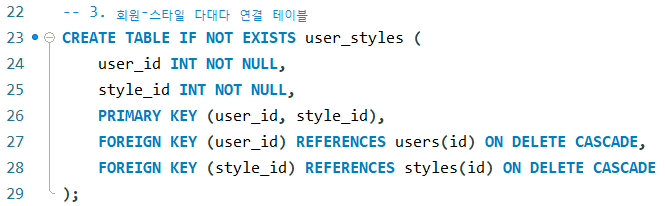 22 -- 3. 회원-스타일 다대다 연결 테이블
23 CREATE TABLE IF NOT EXISTS user_styles (
24 user_id INT NOT NULL,
25 style_id INT NOT NULL,
26 PRIMARY KEY (user_id, style_id),
27 FOREIGN KEY (user_id) REFERENCES users(id) ON DELETE CASCADE,
28 FOREIGN KEY (style_id) REFERENCES styles(id) ON DELETE CASCADE
29 );